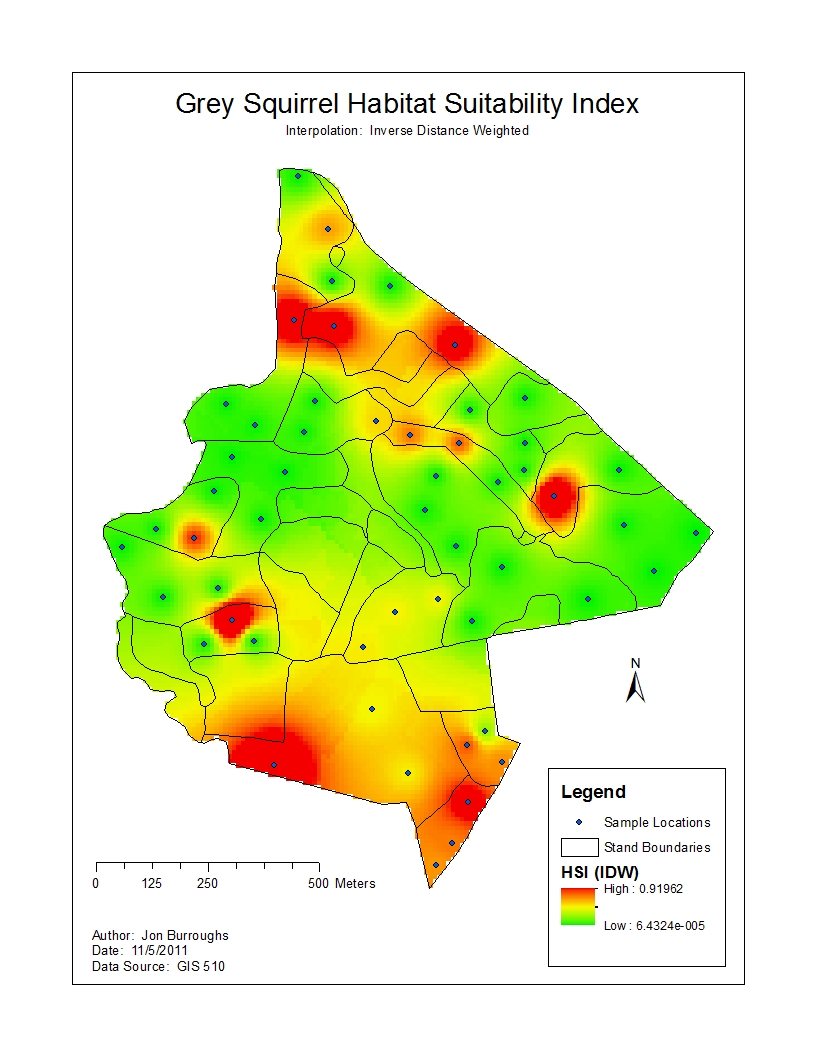 Grey Squirrel Habitat Suitability Index
Interpolation: Inverse Distance Weighted
N
Legend
Sample Locations
Stand Boundaries
HSI (IDW)
High : 0.91962
Low : 6.4324e-005
0 125 250 500 Meters
Author: Jon Burroughs
Date: 11/5/2011
Data Source: GIS 510